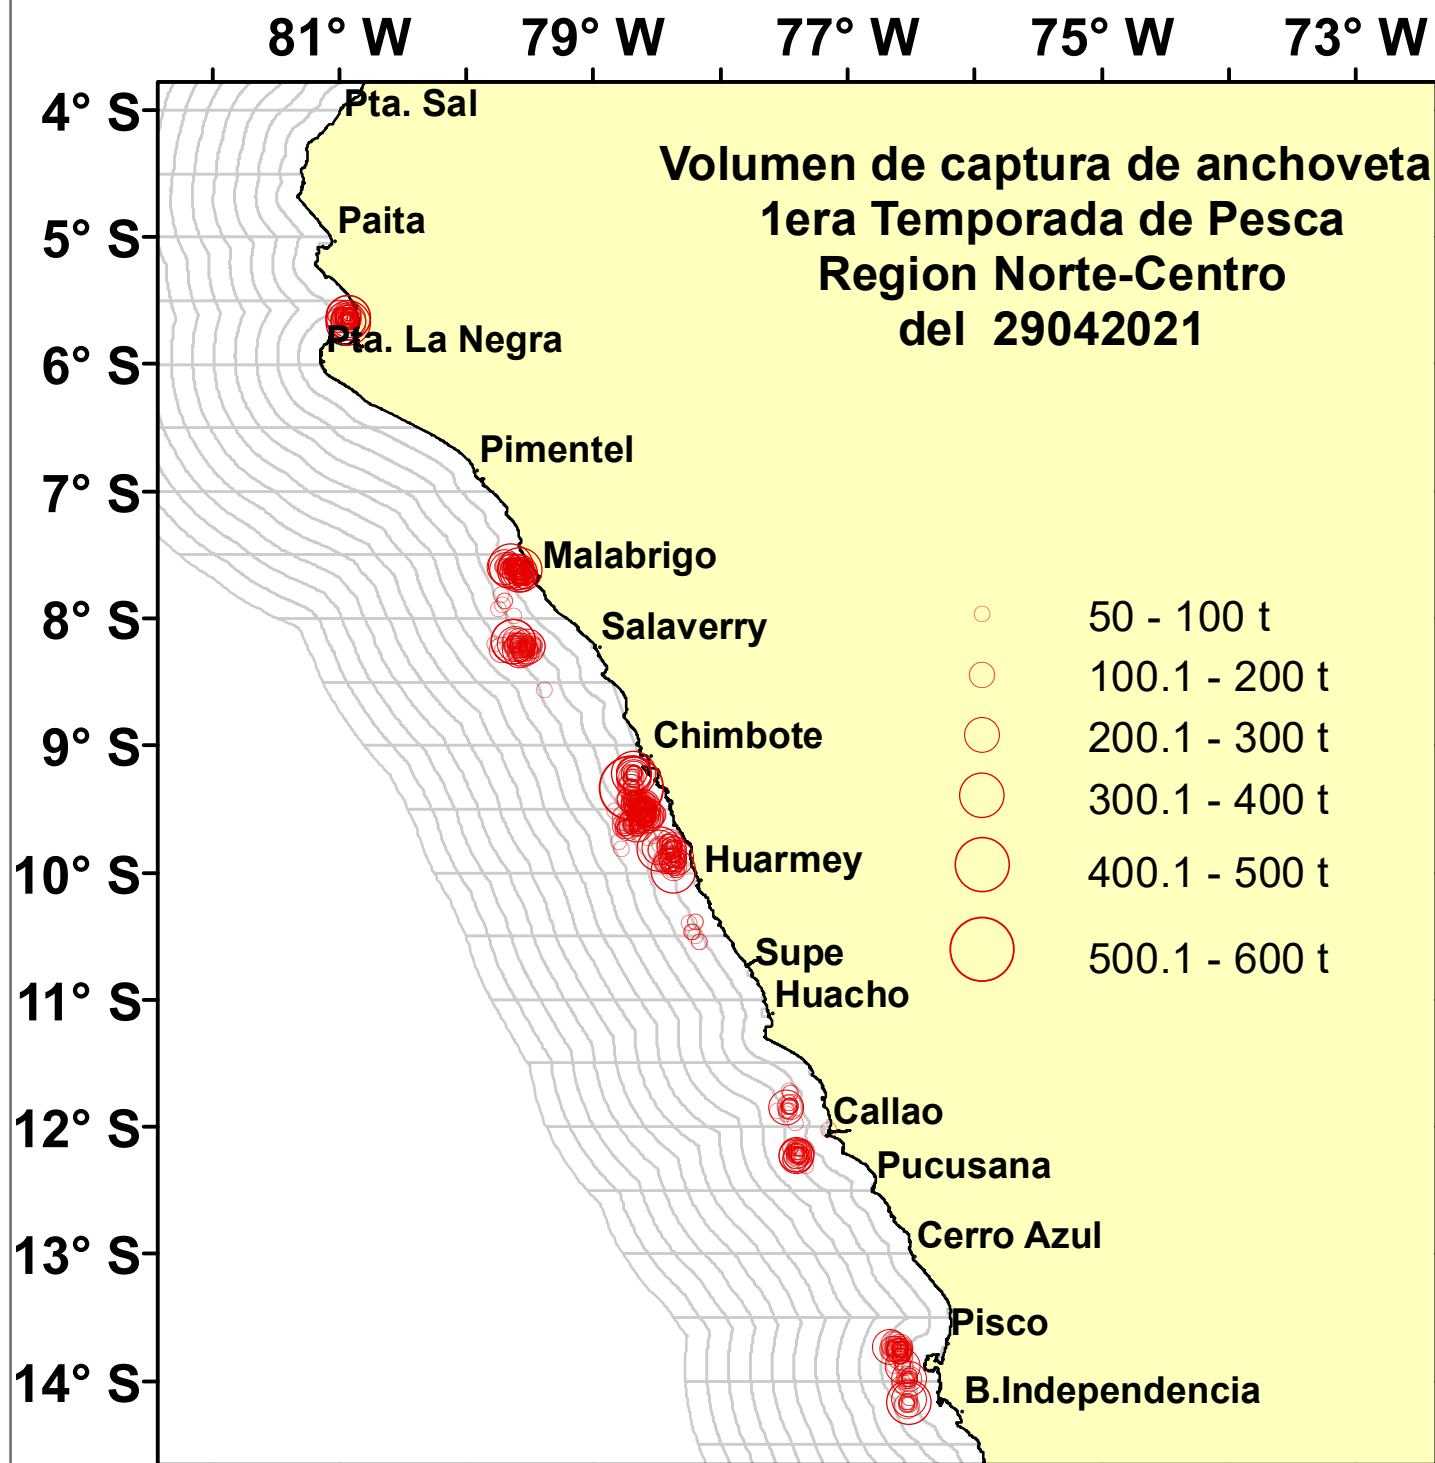 81° W 79° W 77° W 75° W 73° W
4° S
Pta. Sal
Volumen de captura de anchoveta
1era Temporada de Pesca
Region Norte-Centro
del 29042021
Paita
5° S
Pta. La Negra
6° S
Pimentel
7° S
Malabrigo
8° S
Salaverry
Chimbote
9° S
Huarmey
10° S
Supe
Huacho
11° S
Callao
12° S
Pucusana
Cerro Azul
13° S
Pisco
14° S
B.Independencia
50 - 100 t
100.1 - 200 t
200.1 - 300 t
300.1 - 400 t
400.1 - 500 t
500.1 - 600 t